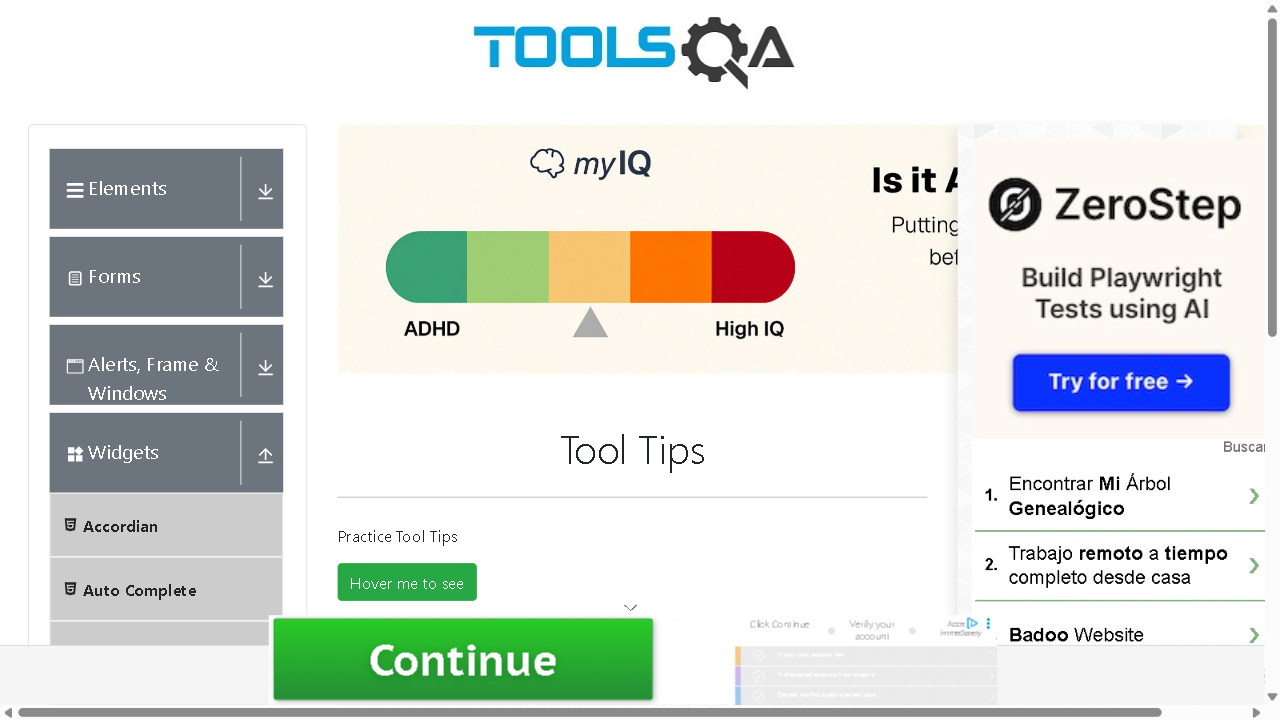 TOOLSQA
Elements
Forms
Alerts, Frame &
Windows
Widgets
Accordian
Auto Complete
myIQ
Is it A
Putting
bef
ADHD
High IQ
ZeroStep
Build Playwright
Tests using AI
Try for free →
Buscar
1. Encontrar Mi Árbol
Genealógico
2. Trabajo remoto a tiempo
completo desde casa
Badoo Website
Tool Tips
Practice Tool Tips
Hover me to see
Continue
Click Continue
Verify your
account